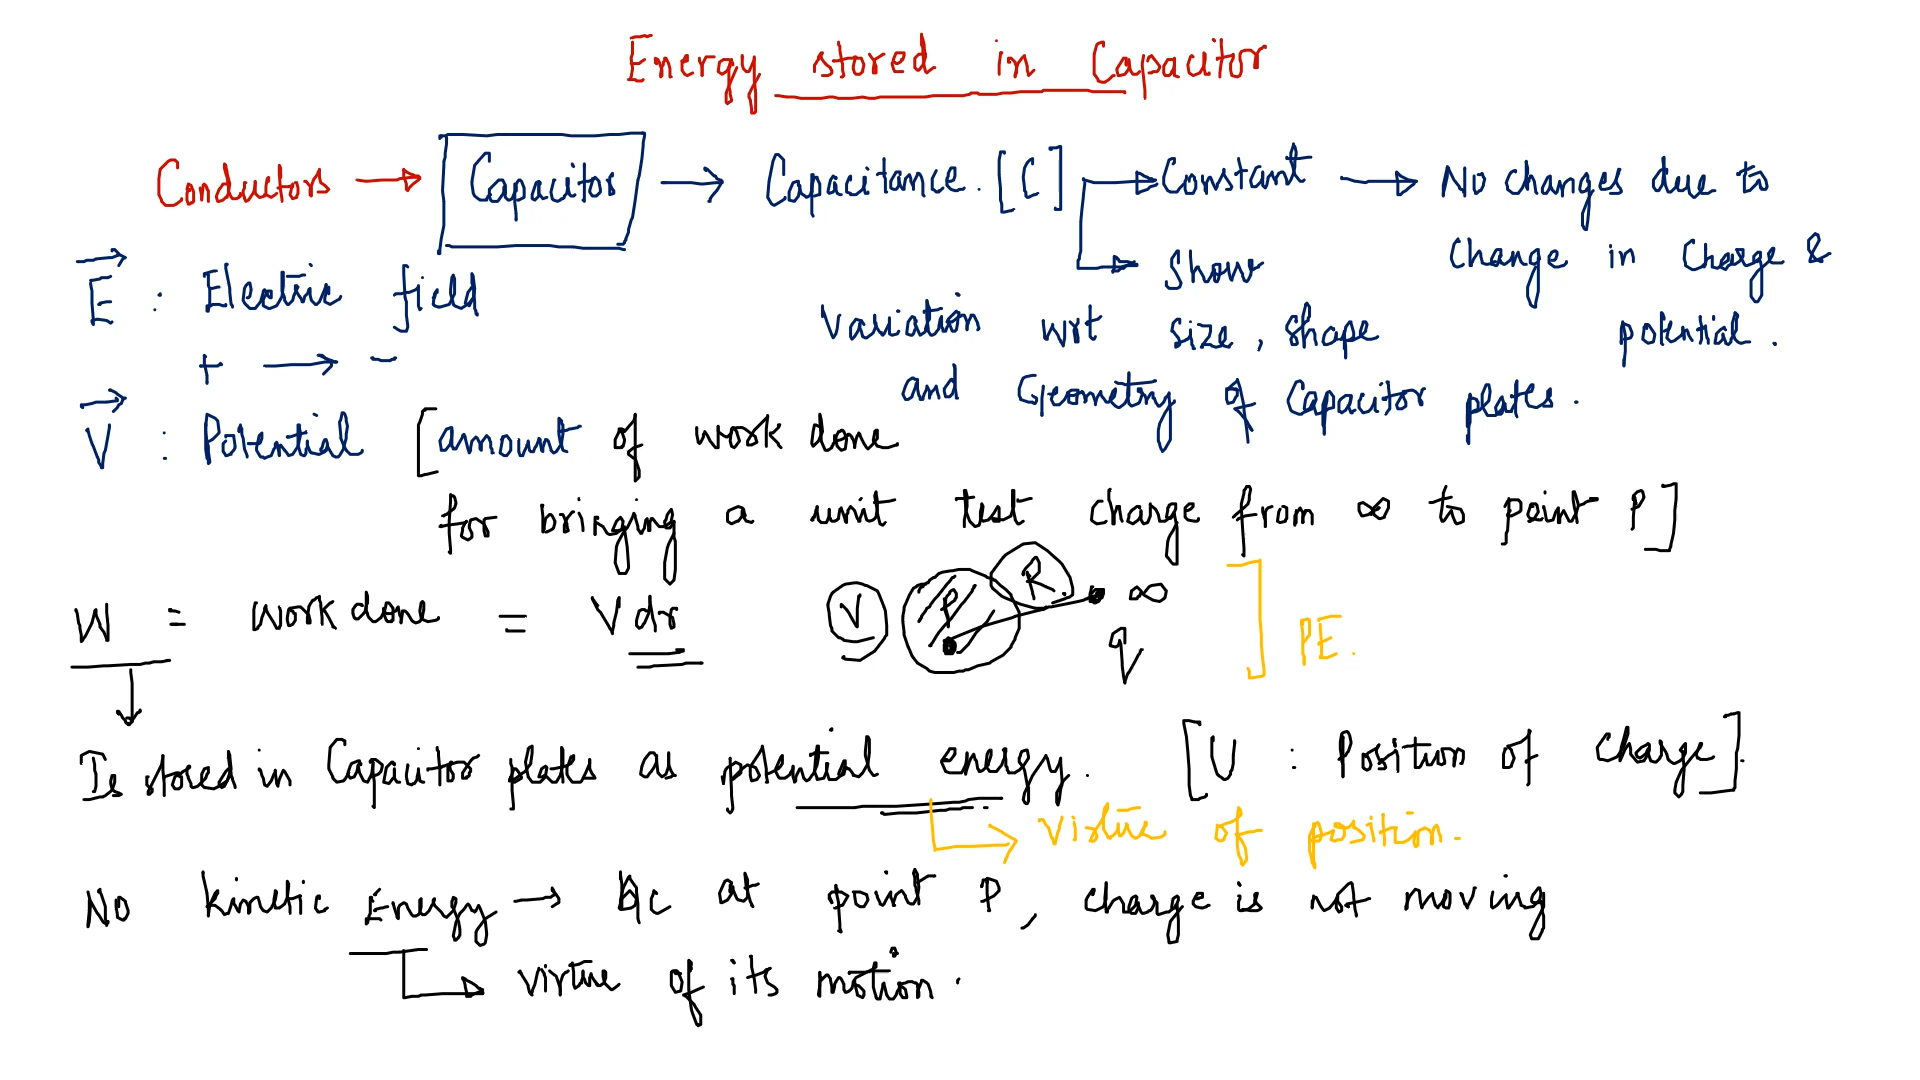 Energy stored in Capacitor
Conductors → Capacitor → Capacitance. [C] → Constant → No changes due to
change in charge &
potential.
→ Show
Variation wrt size, shape
and Geometry of capacitor plates.
E : Electric field
+ → -
V : Potential [amount of work done
for bringing a unit test charge from ∞ to point P]
W = work done = V dr
V P R ∞
q
PE.
Is stored in Capacitor plates as potential energy. [U : Position of charge].
→ Virtue of position.
No kinetic Energy → at point P, charge is not moving
→ virtue of its motion.